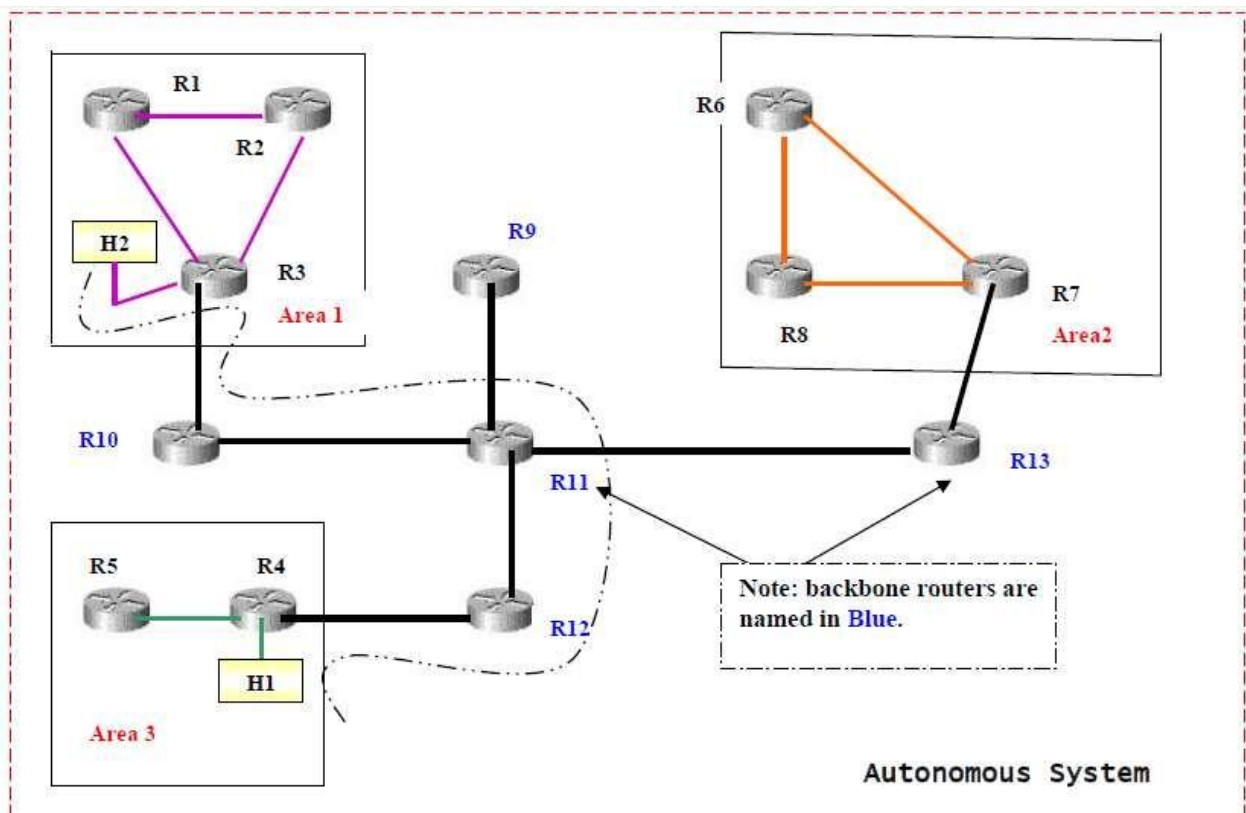 R1
R2
H2
R3
Area 1
R6
R8
R7
Area2
R9
R10
R11
R13
R5
R4
H1
Area 3
R12
Note: backbone routers are
named in Blue.
Autonomous System